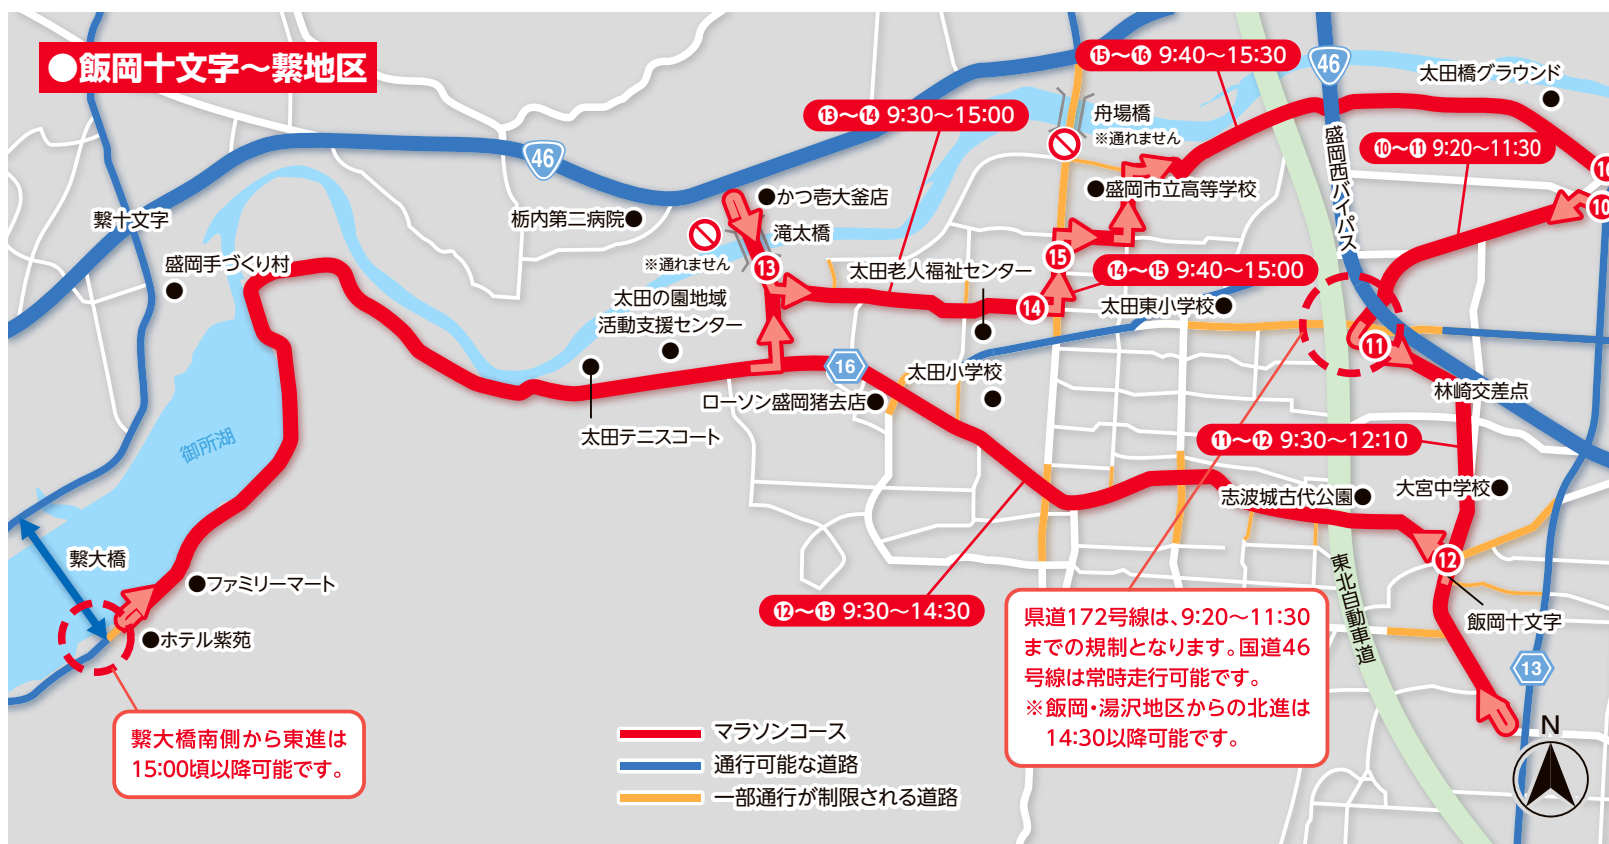 ●飯岡十文字～繋地区
⑮～⑯ 9:40～15:30
46
太田橋グラウンド
⑬～⑭ 9:30～15:00
舟場橋
※通れません
盛岡西バイパス
⑩～⑪ 9:20～11:30
46
16
かつ壱大釜店
盛岡市立高等学校
10
繋十文字
栃内第二病院
滝太橋
※通れません
13
15
盛岡手づくり村
太田老人福祉センター
⑭～⑮ 9:40～15:00
太田の園地域
活動支援センター
14
太田東小学校
11
16
太田小学校
林崎交差点
ローソン盛岡猪去店
太田テニスコート
御所湖
⑪～⑫ 9:30～12:10
志波城古代公園
大宮中学校
繋大橋
12
東北自動車道
ファミリーマート
⑫～⑬ 9:30～14:30
飯岡十文字
ホテル紫苑
県道172号線は、9:20～11:30
までの規制となります。国道46
号線は常時走行可能です。
※飯岡・湯沢地区からの北進は
14:30以降可能です。
13
繋大橋南側から東進は
15:00頃以降可能です。
マラソンコース
通行可能な道路
一部通行が制限される道路
N